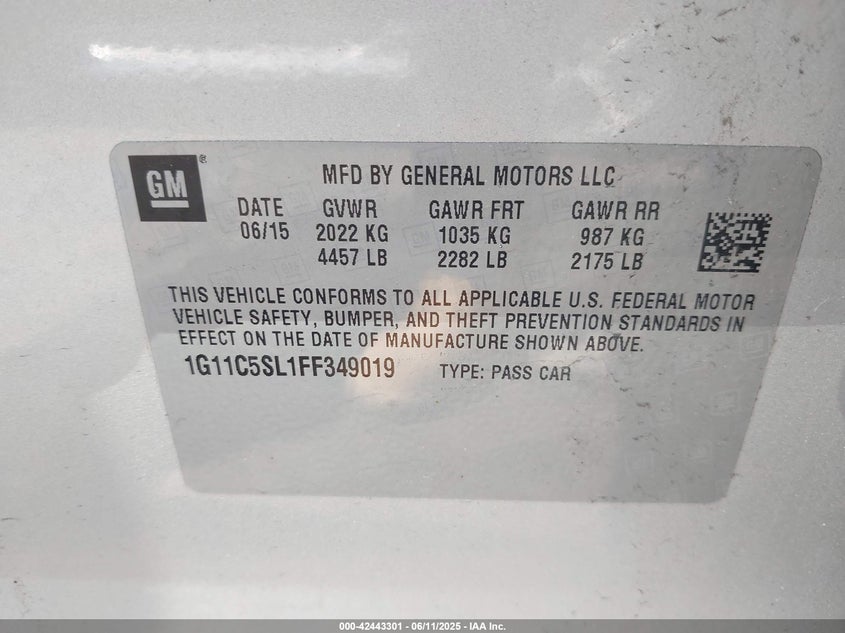 GM®
MFD BY GENERAL MOTORS LLC
DATE GVWR GAWR FRT GAWR RR
06/15 2022 KG 1035 KG 987 KG
4457 LB 2282 LB 2175 LB
THIS VEHICLE CONFORMS TO ALL APPLICABLE U.S. FEDERAL MOTOR
VEHICLE SAFETY, BUMPER, AND THEFT PREVENTION STANDARDS IN
EFFECT ON THE DATE OF MANUFACTURE SHOWN ABOVE.
1G11C5SL1FF349019 TYPE: PASS CAR
000-42443301 - 06/11/2025 - IAA Inc.